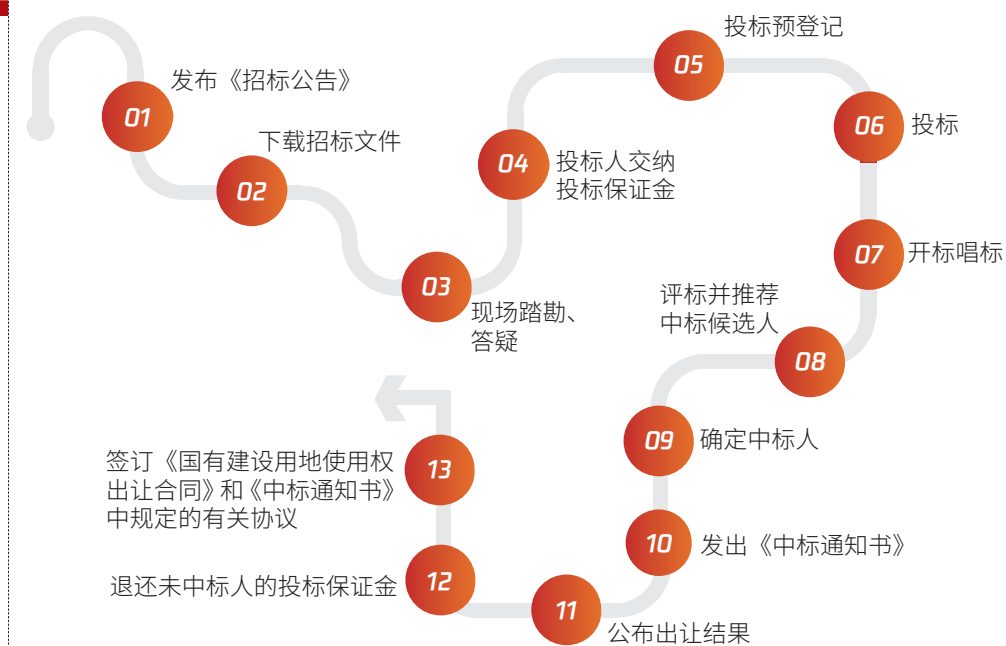 01
发布《招标公告》
02
下载招标文件
03
现场踏勘、
答疑
04
投标人交纳
投标保证金
05
投标预登记
06
投标
07
开标唱标
08
评标并推荐
中标候选人
09
确定中标人
10
发出《中标通知书》
11
公布出让结果
12
退还未中标人的投标保证金
13
签订《国有建设用地使用权
出让合同》和《中标通知书》
中规定的有关协议